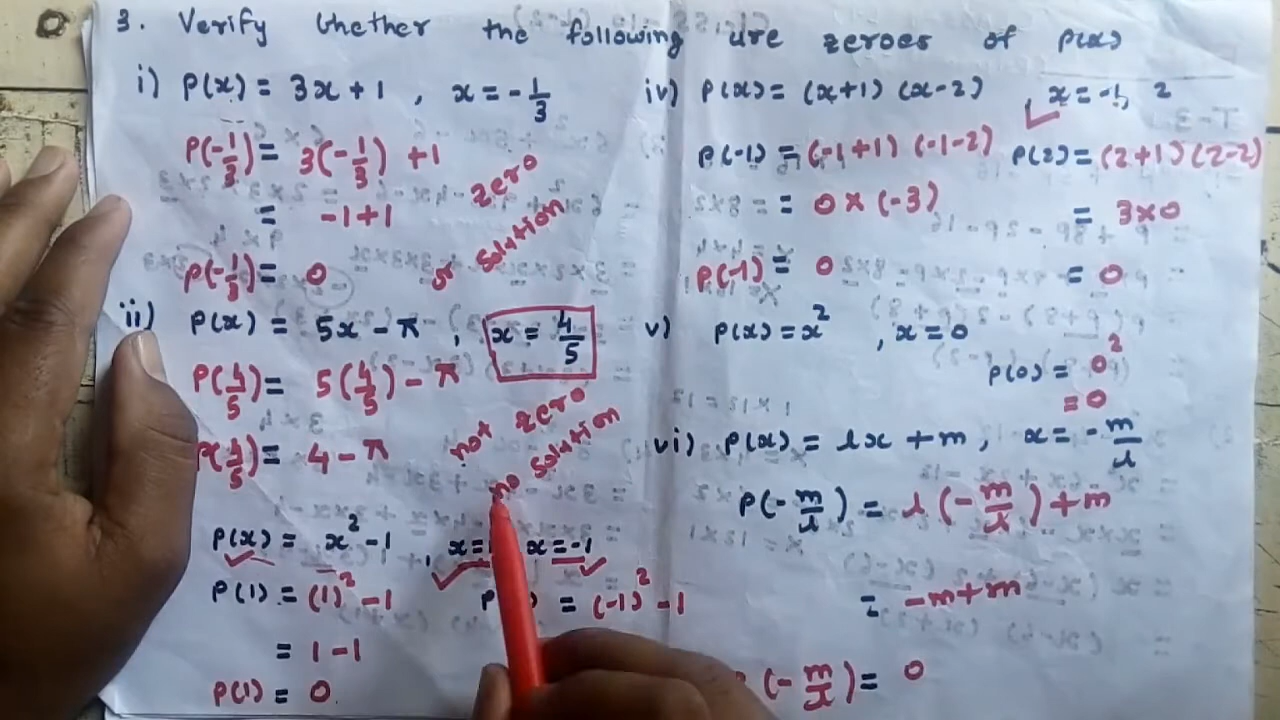 3. Verify whether the following are zeroes of P(x)
i) P(x) = 3x+1 , x = -1/3
P(-1/3) = 3(-1/3) +1
= -1+1
P(-1/3) = 0
zero
or solution
ii) P(x) = 5x - π , x = 4/5
P(4/5) = 5(4/5) - π
P(4/5) = 4 - π
not zero
no solution
P(x) = x² -1 , x=1 x=-1
P(1) = (1)² -1
= 1-1
P(1) = 0
= (-1)² -1
iv) P(x) = (x+1) (x-2) x=-1, 2
P(-1) = (-1+1) (-1-2)
= 0 × (-3)
P(-1) = 0
P(2) = (2+1) (2-2)
= 3×0
= 0
v) P(x) = x² , x=0
P(0) = 0²
= 0
vi) P(x) = lx + m, x = -m/l
P(-m/l) = l(-m/l) + m
= -m+m
(-m/l) = 0